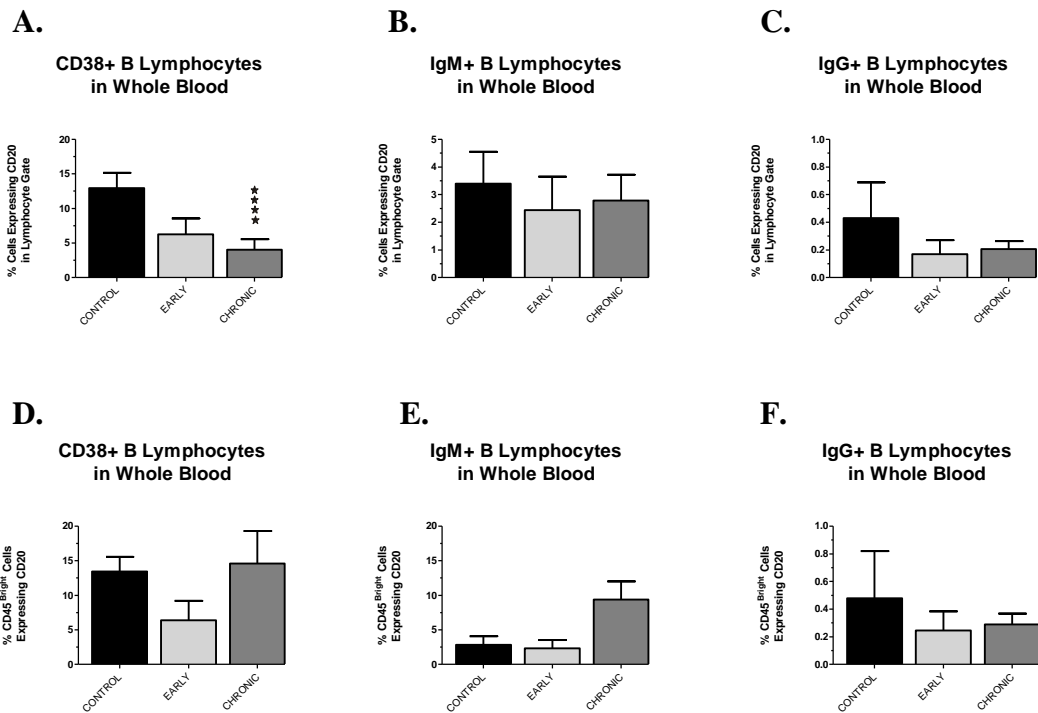 A.
CD38+ B Lymphocytes
in Whole Blood
% Cells Expressing CD20
in Lymphocyte Gate
20
15
10
5
0
CONTROL
EARLY
CHRONIC
B.
IgM+ B Lymphocytes
in Whole Blood
% Cells Expressing CD20
in Lymphocyte Gate
5
4
3
2
1
0
CONTROL
EARLY
CHRONIC
C.
IgG+ B Lymphocytes
in Whole Blood
% Cells Expressing CD20
in Lymphocyte Gate
1.0
0.8
0.6
0.4
0.2
0.0
CONTROL
EARLY
CHRONIC
D.
CD38+ B Lymphocytes
in Whole Blood
% CD45Bright Cells
Expressing CD20
20
15
10
5
0
CONTROL
EARLY
CHRONIC
E.
IgM+ B Lymphocytes
in Whole Blood
% CD45Bright Cells
Expressing CD20
20
15
10
5
0
CONTROL
EARLY
CHRONIC
F.
IgG+ B Lymphocytes
in Whole Blood
% CD45Bright Cells
Expressing CD20
1.0
0.8
0.6
0.4
0.2
0.0
CONTROL
EARLY
CHRONIC